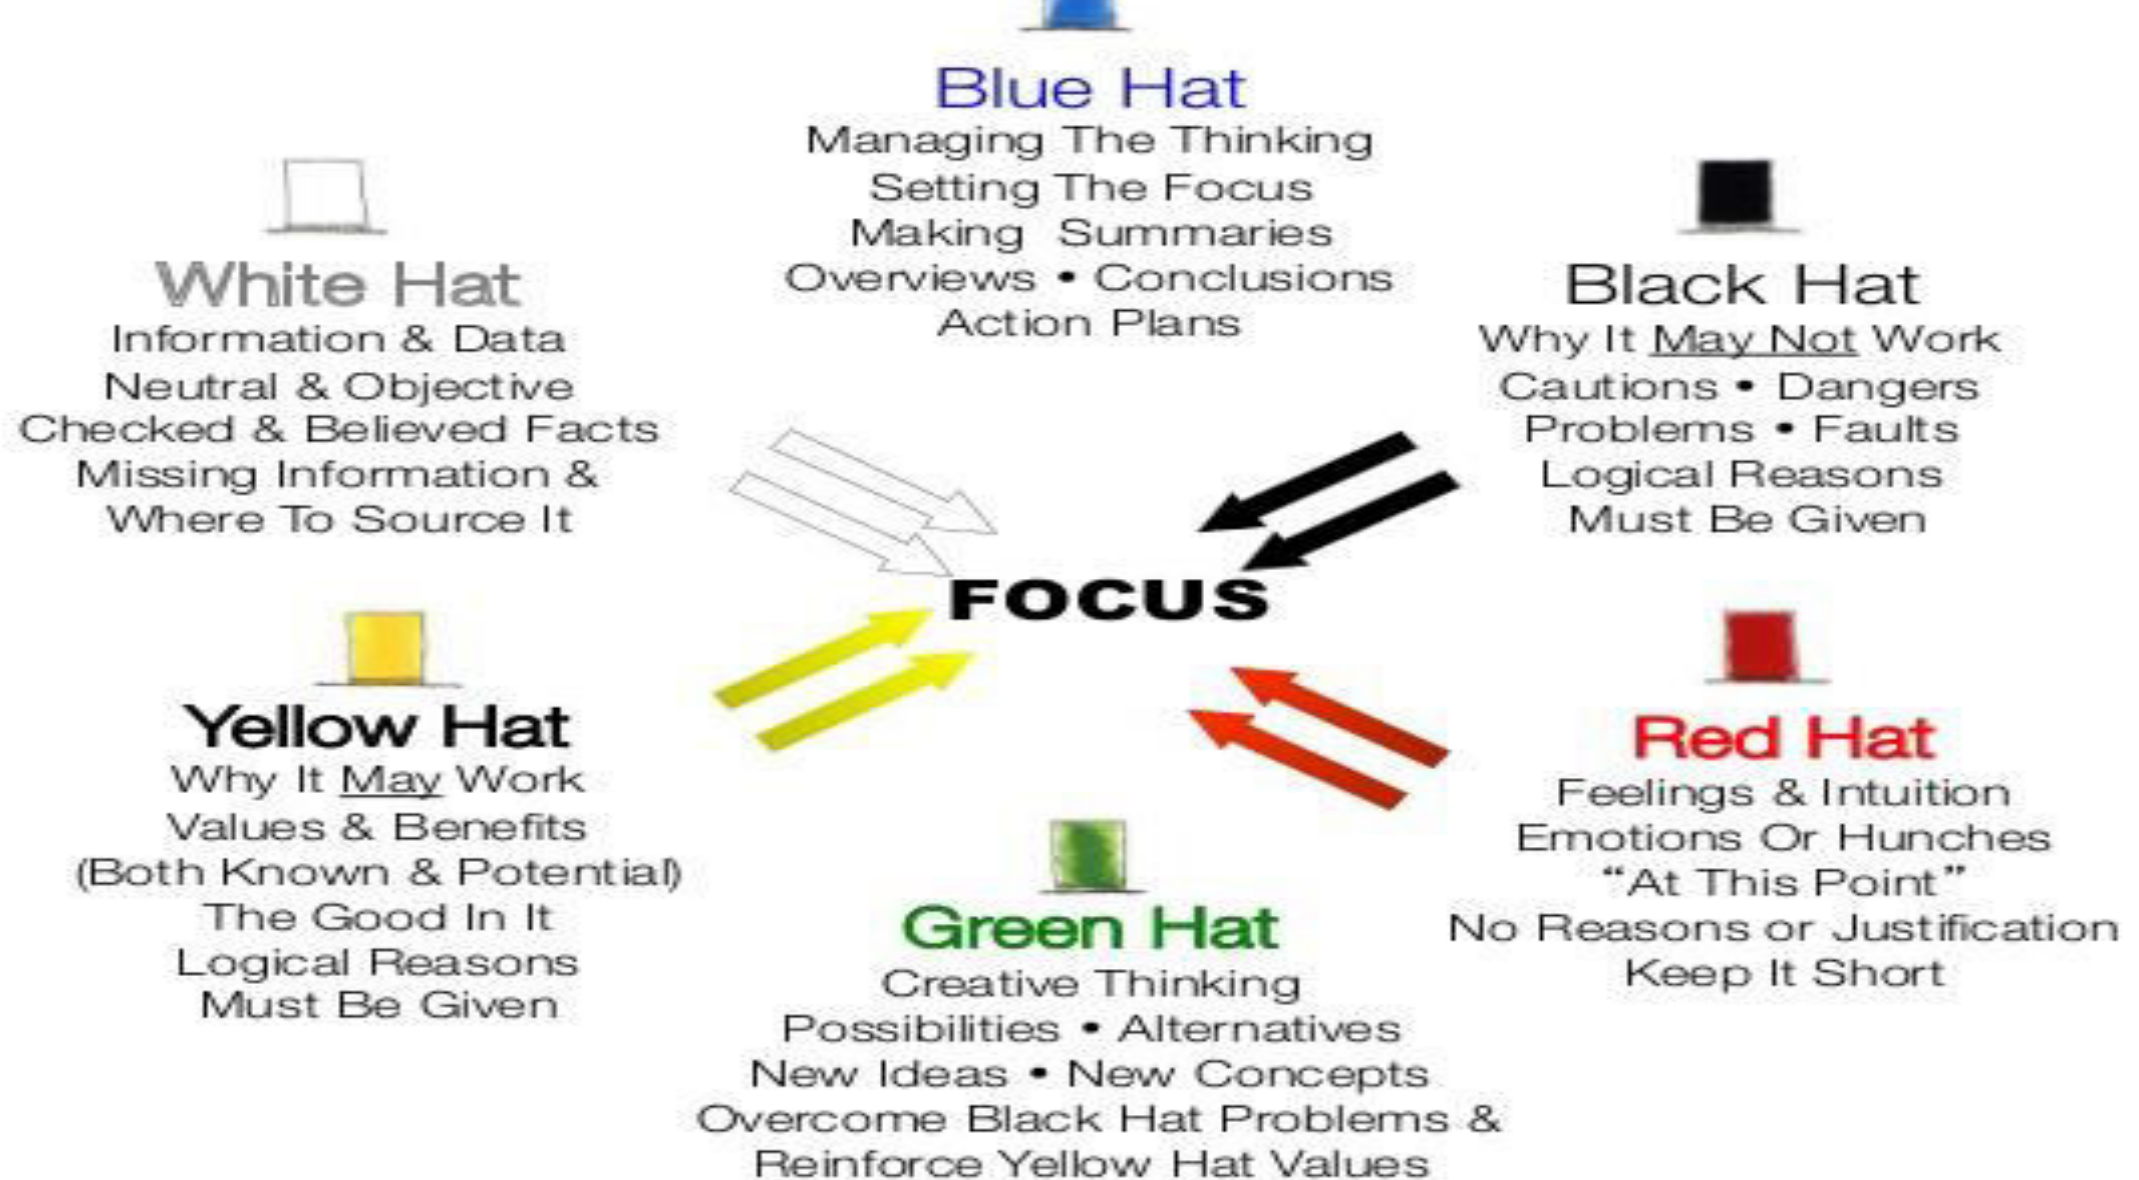 Blue Hat
Managing The Thinking
Setting The Focus
Making Summaries
Overviews • Conclusions
Action Plans
White Hat
Information & Data
Neutral & Objective
Checked & Believed Facts
Missing Information &
Where To Source It
Black Hat
Why It May Not Work
Cautions • Dangers
Problems • Faults
Logical Reasons
Must Be Given
FOCUS
Yellow Hat
Why It May Work
Values & Benefits
(Both Known & Potential)
The Good In It
Logical Reasons
Must Be Given
Red Hat
Feelings & Intuition
Emotions Or Hunches
“At This Point”
No Reasons or Justification
Keep It Short
Green Hat
Creative Thinking
Possibilities • Alternatives
New Ideas • New Concepts
Overcome Black Hat Problems &
Reinforce Yellow Hat Values